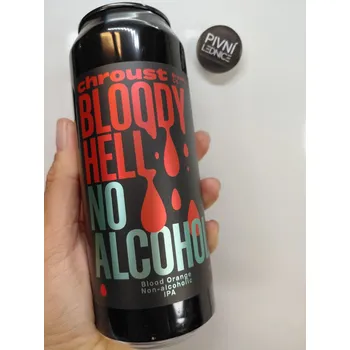 chroust
BLOODY
HELL
NO
ALCOHOL
Blood Orange
Non-alcoholic
IPA
PIVNÍ
LEDNICE